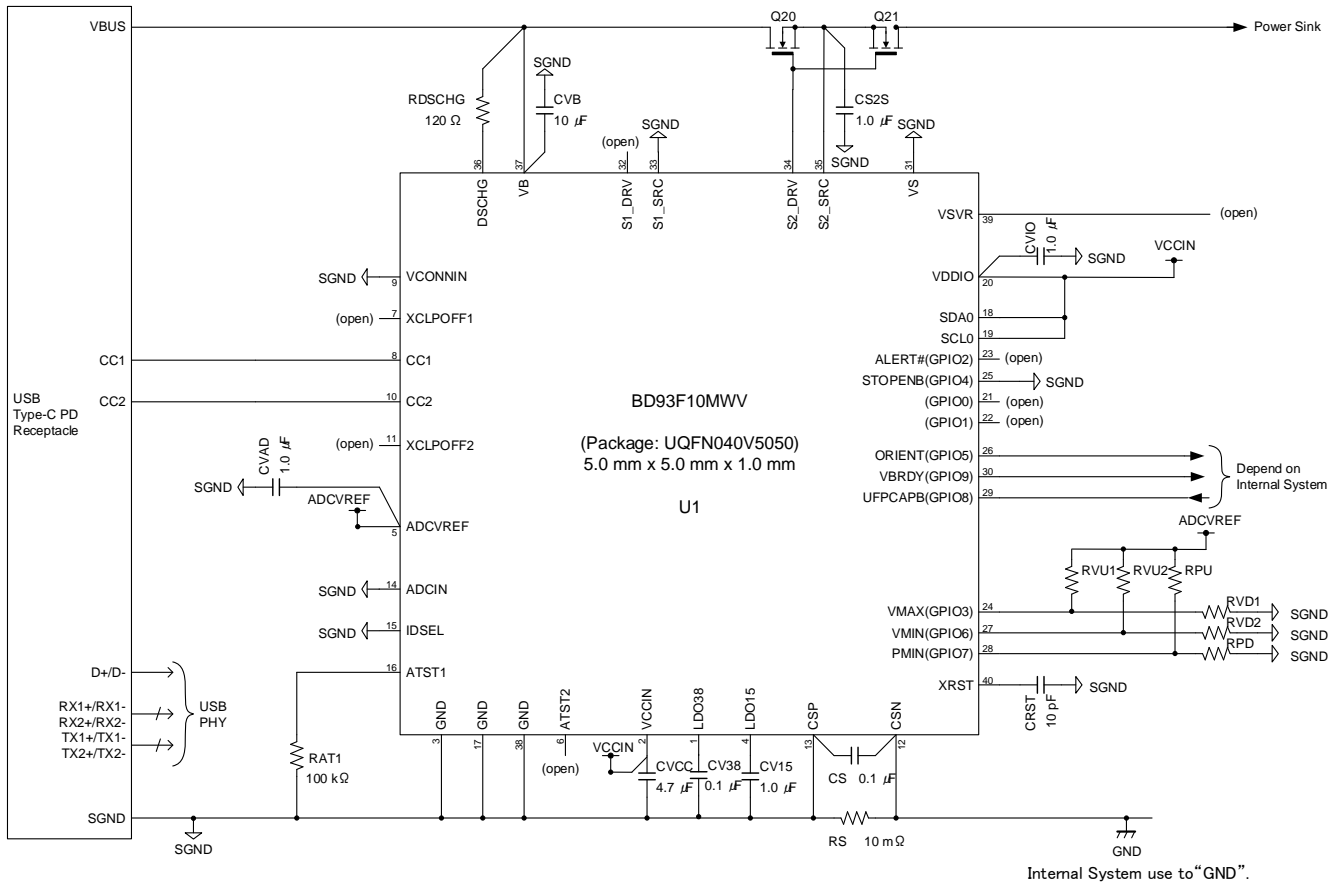 VBUS
Q20
Q21
Power Sink
SGND
RDSCHG
120 Ω
CVB
10 μF
SGND
(open)
CS2S
1.0 μF
SGND
SGND
36
37
32
33
34
35
31
DSCHG
VB
S1_DRV
S1_SRC
S2_DRV
S2_SRC
VS
VSVR
39
(open)
CVIO
1.0 μF
SGND
VCCIN
SGND
9
VCONNIN
VDDIO
20
(open)
7
XCLPOFF1
SDA0
18
SCL0
19
CC1
8
CC1
ALERT#(GPIO2)
23
(open)
STOPENB(GPIO4)
25
SGND
USB
Type-C PD
Receptacle
CC2
10
CC2
BD93F10MWV
(GPIO0)
21
(open)
(GPIO1)
22
(open)
(open)
11
XCLPOFF2
(Package: UQFN040V5050)
5.0 mm x 5.0 mm x 1.0 mm
ORIENT(GPIO5)
26
VBRDY(GPIO9)
30
UFPCAPB(GPIO8)
29
Depend on
Internal System
CVAD
1.0 μF
SGND
ADCVREF
U1
5
ADCVREF
ADCVREF
RVU1
RVU2
RPU
SGND
14
ADCIN
VMAX(GPIO3)
24
RVD1
SGND
SGND
15
IDSEL
VMIN(GPIO6)
27
RVD2
SGND
PMIN(GPIO7)
28
RPD
SGND
D+/D-
16
ATST1
XRST
40
CRST
10 pF
SGND
RX1+/RX1-
RX2+/RX2-
TX1+/TX1-
TX2+/TX2-
USB
PHY
GND
GND
GND
ATST2
VCCIN
LDO38
LDO15
CSP
CSN
3
17
38
6
2
1
4
13
12
RAT1
100 kΩ
(open)
VCCIN
CVCC
4.7 μF
CV38
0.1 μF
CV15
1.0 μF
CS
0.1 μF
SGND
SGND
RS
10 mΩ
GND
Internal System use to“GND”.